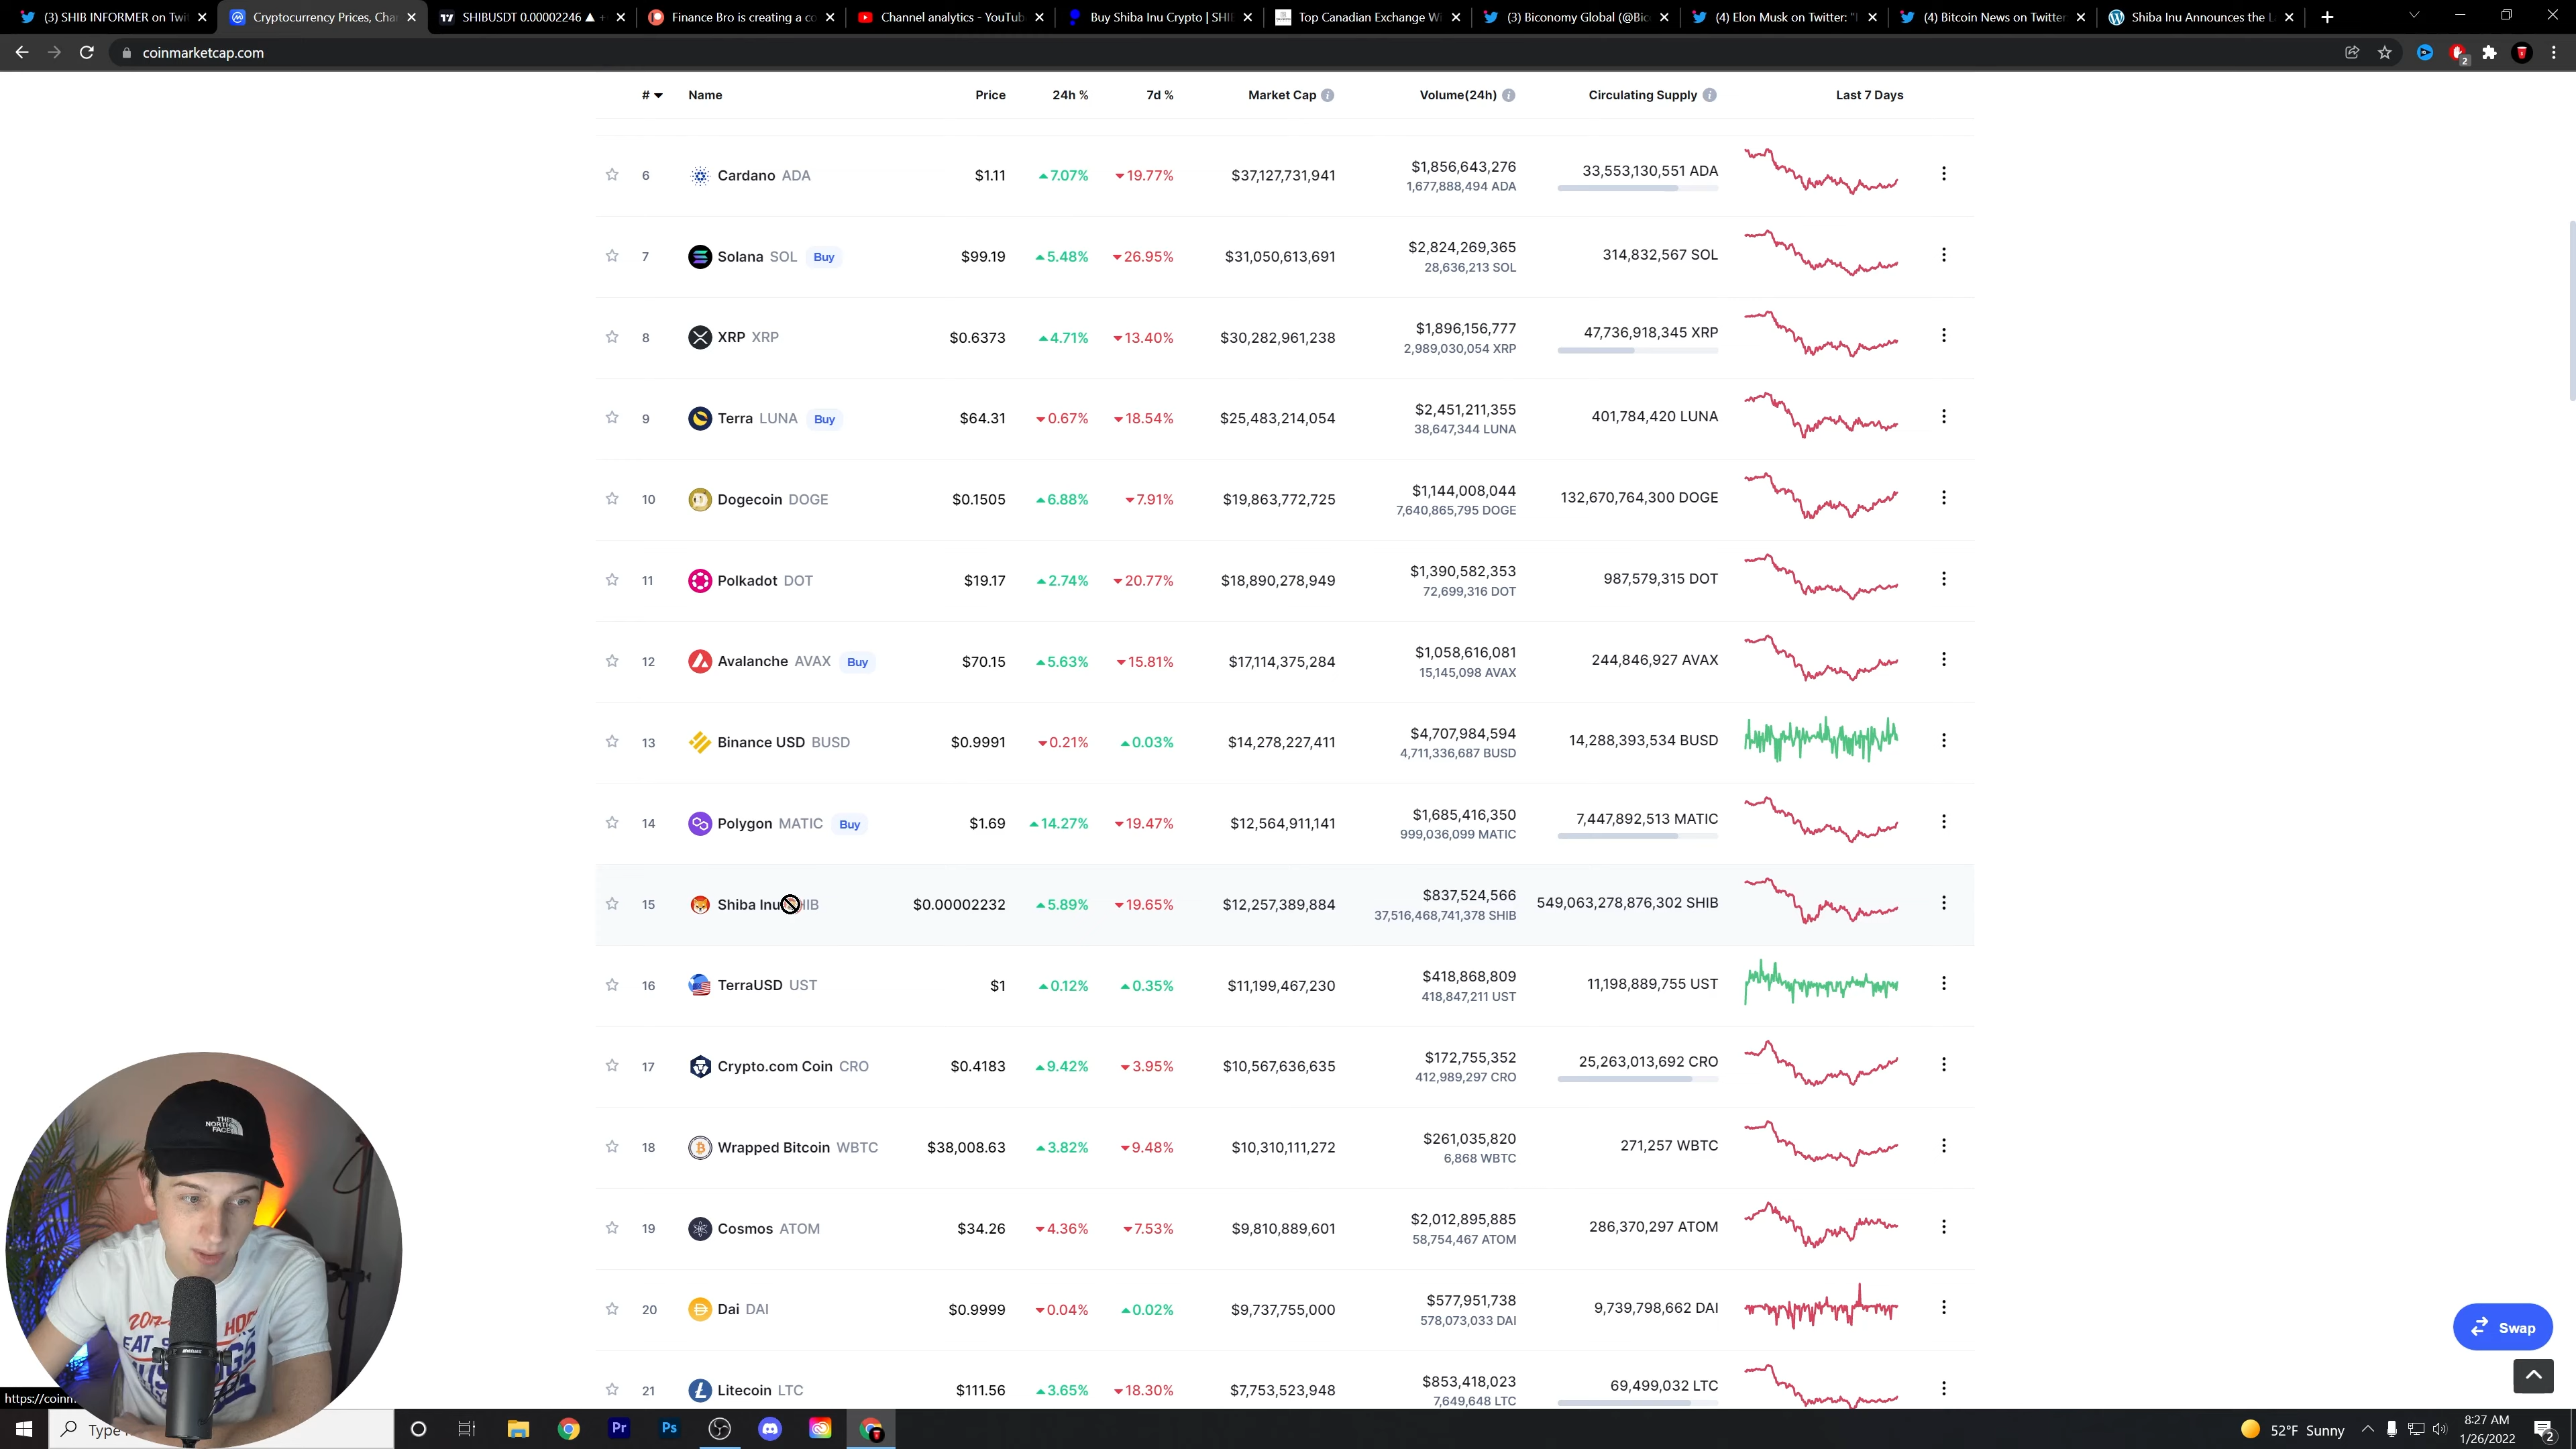 (3) SHIB INFORMER on Twit
Cryptocurrency Prices, Cha
SHIBUSDT 0.00002246 ▲ +
Finance Bro is creating a co
Channel analytics - YouTub
Buy Shiba Inu Crypto | SHI
Top Canadian Exchange W
(3) Biconomy Global (@Bic
(4) Elon Musk on Twitter: "
(4) Bitcoin News on Twitter
Shiba Inu Announces the L
coinmarketcap.com
2
# Name Price 24h % 7d % Market Cap Volume(24h) Circulating Supply Last 7 Days
6 Cardano ADA $1.11 7.07% 19.77% $37,127,731,941 $1,856,643,276 33,553,130,551 ADA
1,677,888,494 ADA
7 Solana SOL Buy $99.19 5.48% 26.95% $31,050,613,691 $2,824,269,365 314,832,567 SOL
28,636,213 SOL
8 XRP XRP $0.6373 4.71% 13.40% $30,282,961,238 $1,896,156,777 47,736,918,345 XRP
2,989,030,054 XRP
9 Terra LUNA Buy $64.31 0.67% 18.54% $25,483,214,054 $2,451,211,355 401,784,420 LUNA
38,647,344 LUNA
10 Dogecoin DOGE $0.1505 6.88% 7.91% $19,863,772,725 $1,144,008,044 132,670,764,300 DOGE
7,640,865,795 DOGE
11 Polkadot DOT $19.17 2.74% 20.77% $18,890,278,949 $1,390,582,353 987,579,315 DOT
72,699,316 DOT
12 Avalanche AVAX Buy $70.15 5.63% 15.81% $17,114,375,284 $1,058,616,081 244,846,927 AVAX
15,145,098 AVAX
13 Binance USD BUSD $0.9991 0.21% 0.03% $14,278,227,411 $4,707,984,594 14,288,393,534 BUSD
4,711,336,687 BUSD
14 Polygon MATIC Buy $1.69 14.27% 19.47% $12,564,911,141 $1,685,416,350 7,447,892,513 MATIC
999,036,099 MATIC
15 Shiba Inu HIB $0.00002232 5.89% 19.65% $12,257,389,884 $837,524,566 549,063,278,876,302 SHIB
37,516,468,741,378 SHIB
16 TerraUSD UST $1 0.12% 0.35% $11,199,467,230 $418,868,809 11,198,889,755 UST
418,847,211 UST
17 Crypto.com Coin CRO $0.4183 9.42% 3.95% $10,567,636,635 $172,755,352 25,263,013,692 CRO
412,989,297 CRO
18 Wrapped Bitcoin WBTC $38,008.63 3.82% 9.48% $10,310,111,272 $261,035,820 271,257 WBTC
6,868 WBTC
19 Cosmos ATOM $34.26 4.36% 7.53% $9,810,889,601 $2,012,895,885 286,370,297 ATOM
58,754,467 ATOM
20 Dai DAI $0.9999 0.04% 0.02% $9,737,755,000 $577,951,738 9,739,798,662 DAI
578,073,033 DAI
21 Litecoin LTC $111.56 3.65% 18.30% $7,753,523,948 $853,418,023 69,499,032 LTC
7,649,648 LTC
Swap
THE
NORTH
FACE
2017-
EAT
https://coinm
Type
Pr
Ps
52°F Sunny
8:27 AM
1/26/2022
2